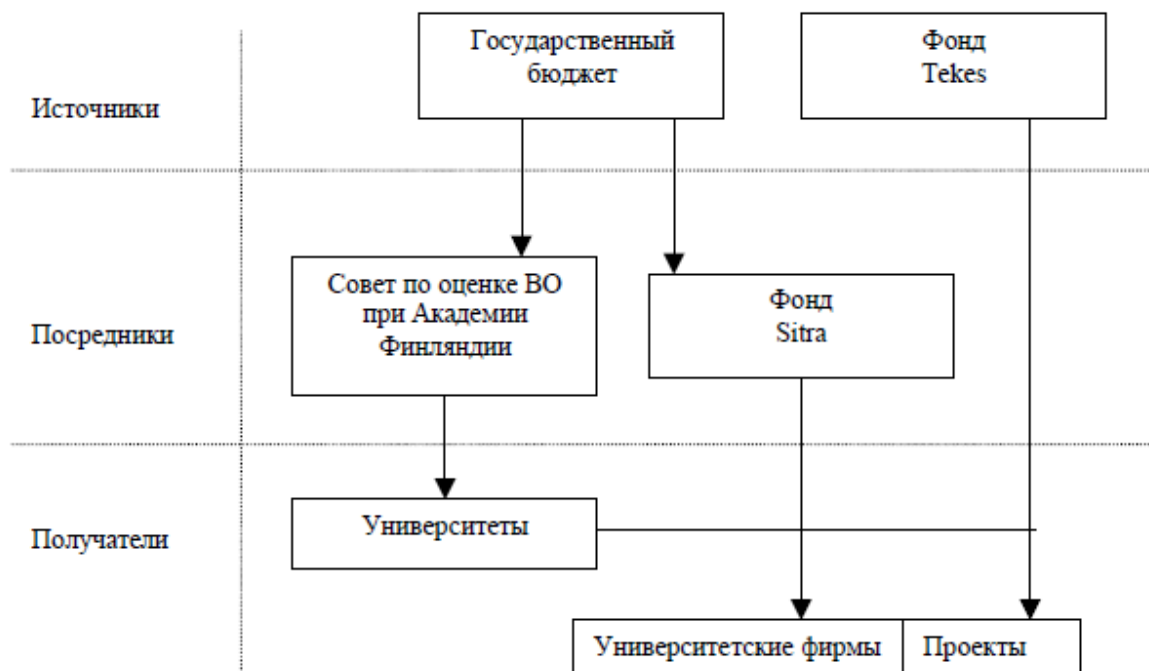 Государственный
бюджет
Фонд
Tekes
Источники
Совет по оценке ВО
при Академии
Финляндии
Фонд
Sitra
Посредники
Университеты
Получатели
Университетские фирмы
Проекты